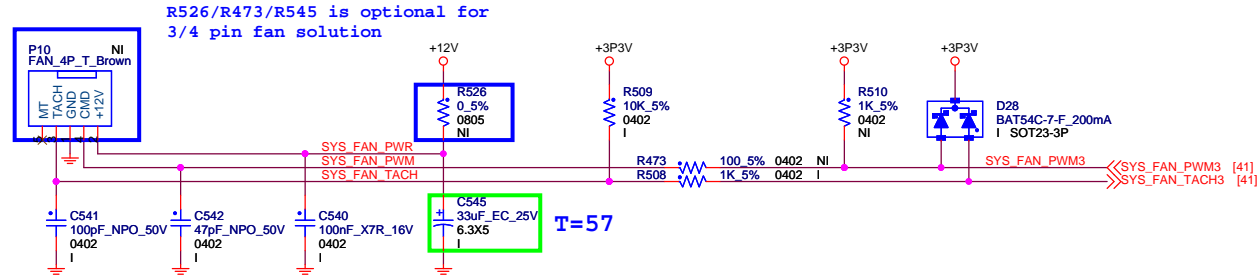 R526/R473/R545 is optional for
3/4 pin fan solution
P10 NI
FAN_4P_T_Brown
MT
TACH
GND
CMD
+12V
+12V
R526
0_5%
0805
NI
+3P3V
R509
10K_5%
0402
I
+3P3V
R510
1K_5%
0402
NI
+3P3V
D28
BAT54C-7-F_200mA
I SOT23-3P
SYS_FAN_PWR
SYS_FAN_PWM
SYS_FAN_TACH
R473 100_5% 0402 NI
R508 1K_5% 0402 I
SYS_FAN_PWM3
SYS_FAN_PWM3 [41]
SYS_FAN_TACH3 [41]
C541
100pF_NPO_50V
0402
I
C542
47pF_NPO_50V
0402
I
C540
100nF_X7R_16V
0402
I
C545
33uF_EC_25V
6.3X5
I
T=57